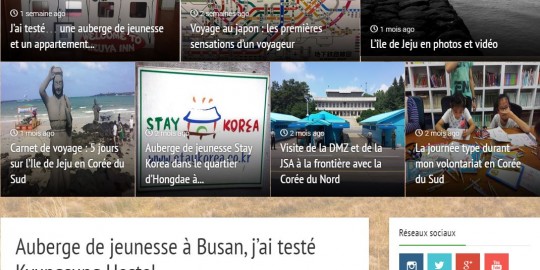 1 semaine ago
J'ai testé une auberge de jeunesse
et un appartement...
2 semaines ago
Voyage au japon : les premières
sensations d'un voyageur
1 mois ago
L'île de Jeju en photos et vidéo
1 mois ago
Carnet de voyage : 5 jours
sur l'île de Jeju en Corée du
Sud
STAY KOREA
www.staykorea.co.kr
2 mois ago
Auberge de jeunesse Stay
Korea dans le quartier
d'Hongdae à...
2 mois ago
Visite de la DMZ et de la
JSA à la frontière avec la
Corée du Nord
2 mois ago
La journée type durant
mon volontariat en Corée
du Sud
Auberge de jeunesse à Busan, j'ai testé
Kyungsung Hostel
Réseaux sociaux